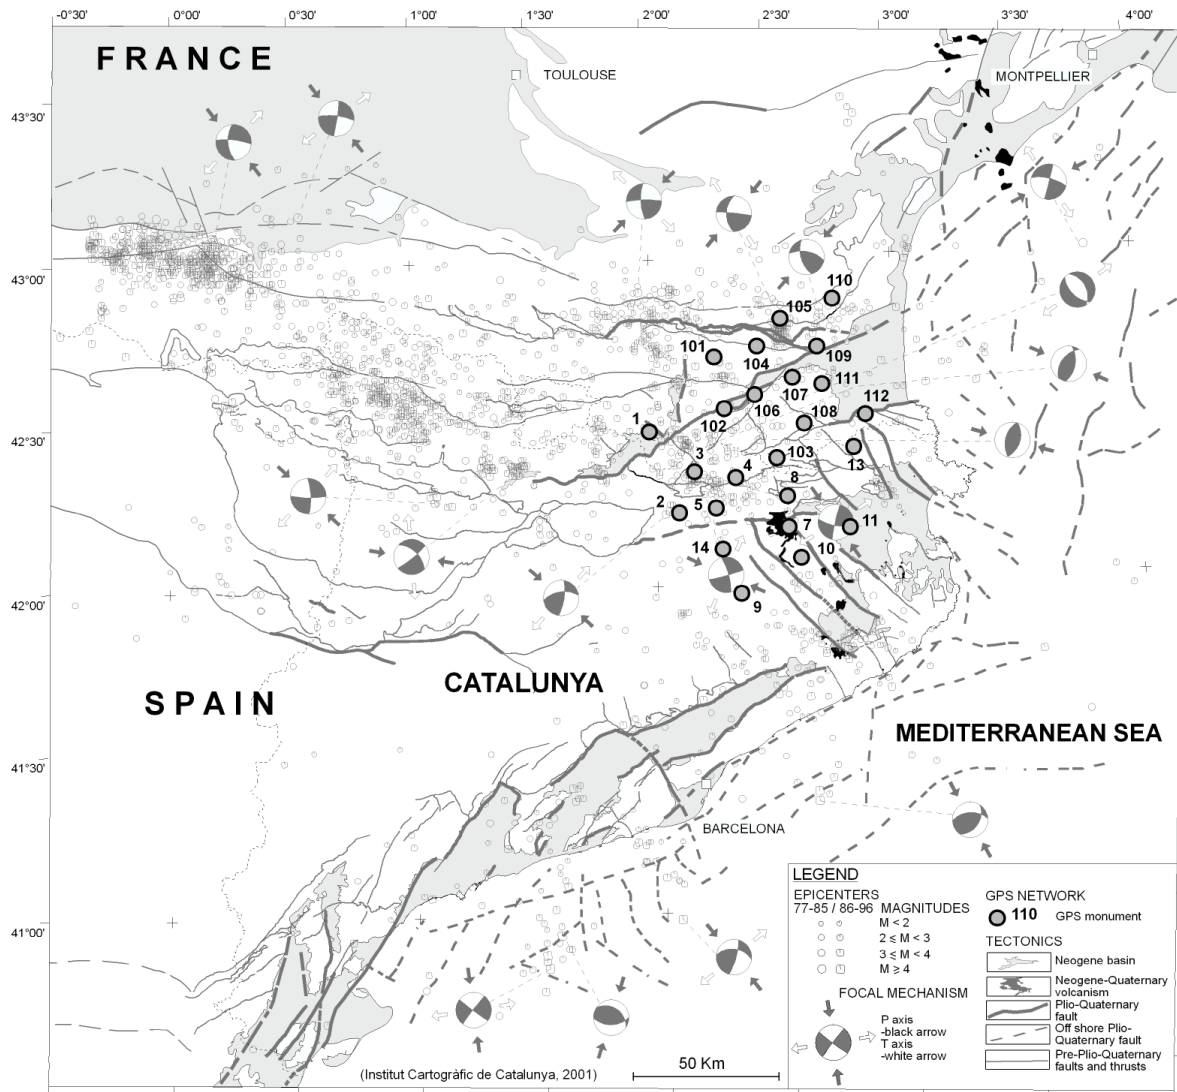 -0°30' 0°00' 0°30' 1°00' 1°30' 2°00' 2°30' 3°00' 3°30' 4°00'
FRANCE
TOULOUSE
MONTPELLIER
43°30'
43°00'
42°30'
42°00'
41°30'
41°00'
110
105
101
104
109
107
111
106
102
108
112
1
3
4
103
13
8
2
5
7
11
14
10
9
SPAIN
CATALUNYA
MEDITERRANEAN SEA
BARCELONA
(Institut Cartogràfic de Catalunya, 2001)
50 Km
LEGEND
EPICENTERS
77-85 / 86-96 MAGNITUDES
M < 2
2 ⩽ M < 3
3 ⩽ M < 4
M ⩾ 4
FOCAL MECHANISM
P axis
-black arrow
T axis
-white arrow
GPS NETWORK
110 GPS monument
TECTONICS
Neogene basin
Neogene-Quaternary
volcanism
Plio-Quaternary
fault
Off shore Plio-
Quaternary fault
Pre-Plio-Quaternary
faults and thrusts